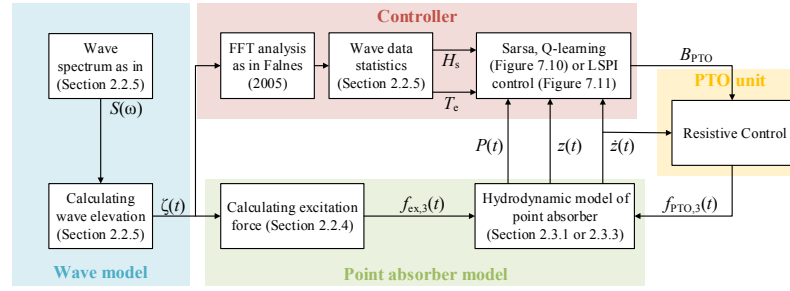 Controller
Wave
spectrum as in
(Section 2.2.5)
S(ω)
FFT analysis
as in Falnes
(2005)
Wave data
statistics
(Section 2.2.5)
Hs
Te
Sarsa, Q-learning
(Figure 7.10) or LSPI
control (Figure 7.11)
BPTO
PTO unit
Resistive Control
P(t)
z(t)
ż(t)
Calculating
wave elevation
(Section 2.2.5)
ζ(t)
Calculating excitation
force (Section 2.2.4)
fex,3(t)
Hydrodynamic model of
point absorber
(Section 2.3.1 or 2.3.3)
fPTO,3(t)
Wave model
Point absorber model